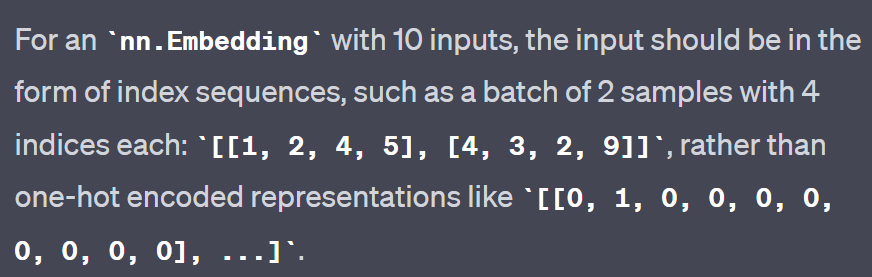 For an `nn.Embedding` with 10 inputs, the input should be in the
form of index sequences, such as a batch of 2 samples with 4
indices each: `[[1, 2, 4, 5], [4, 3, 2, 9]]`, rather than
one-hot encoded representations like `[[0, 1, 0, 0, 0, 0,
0, 0, 0, 0], ...]`.